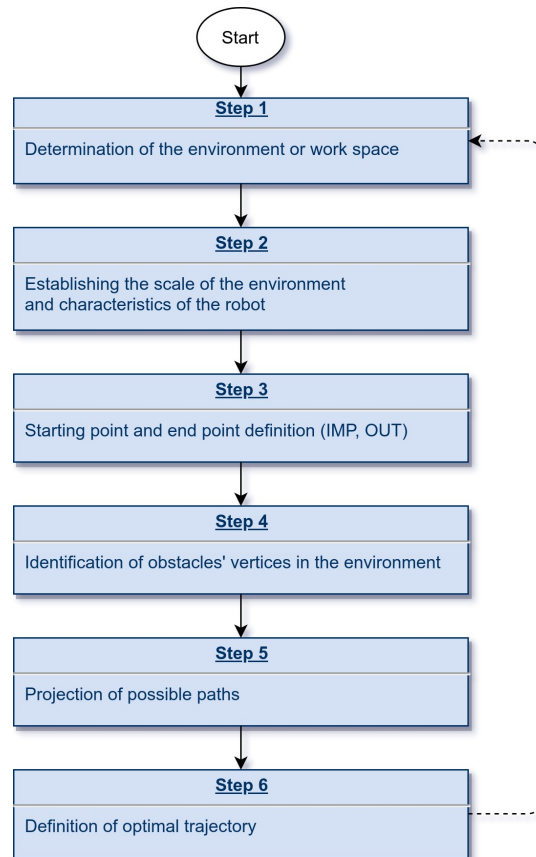 Start
Step 1
Determination of the environment or work space
Step 2
Establishing the scale of the environment
and characteristics of the robot
Step 3
Starting point and end point definition (IMP, OUT)
Step 4
Identification of obstacles' vertices in the environment
Step 5
Projection of possible paths
Step 6
Definition of optimal trajectory